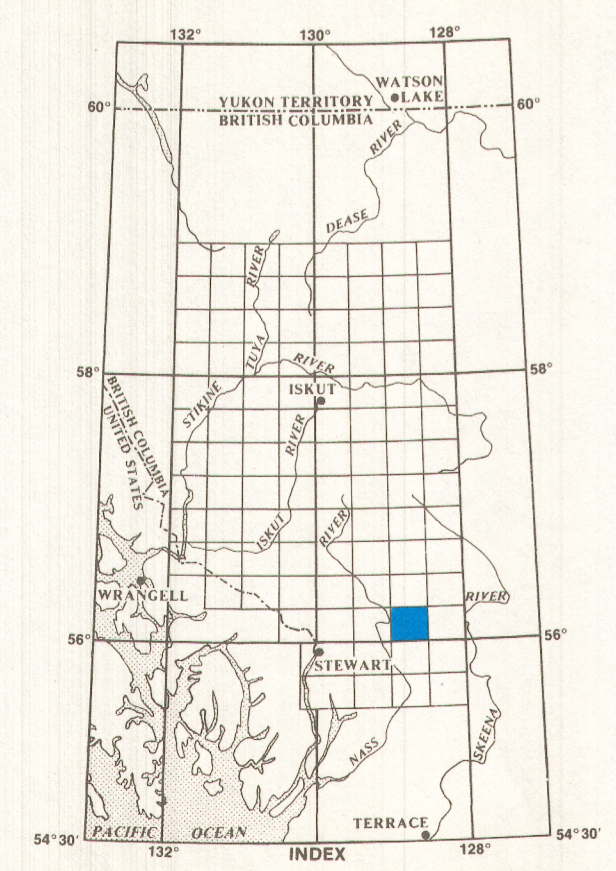 132° 130° 128°
WATSON
LAKE
60° 60°
YUKON TERRITORY
BRITISH COLUMBIA
RIVER
DEASE
RIVER
TUYA
58° RIVER 58°
ISKUT
STIKINE
BRITISH COLUMBIA
UNITED STATES
RIVER
ISKUT
RIVER
WRANGELL
RIVER
56° 56°
STEWART
SKEENA
NASS
TERRACE
54°30' PACIFIC OCEAN 54°30'
132° INDEX 128°